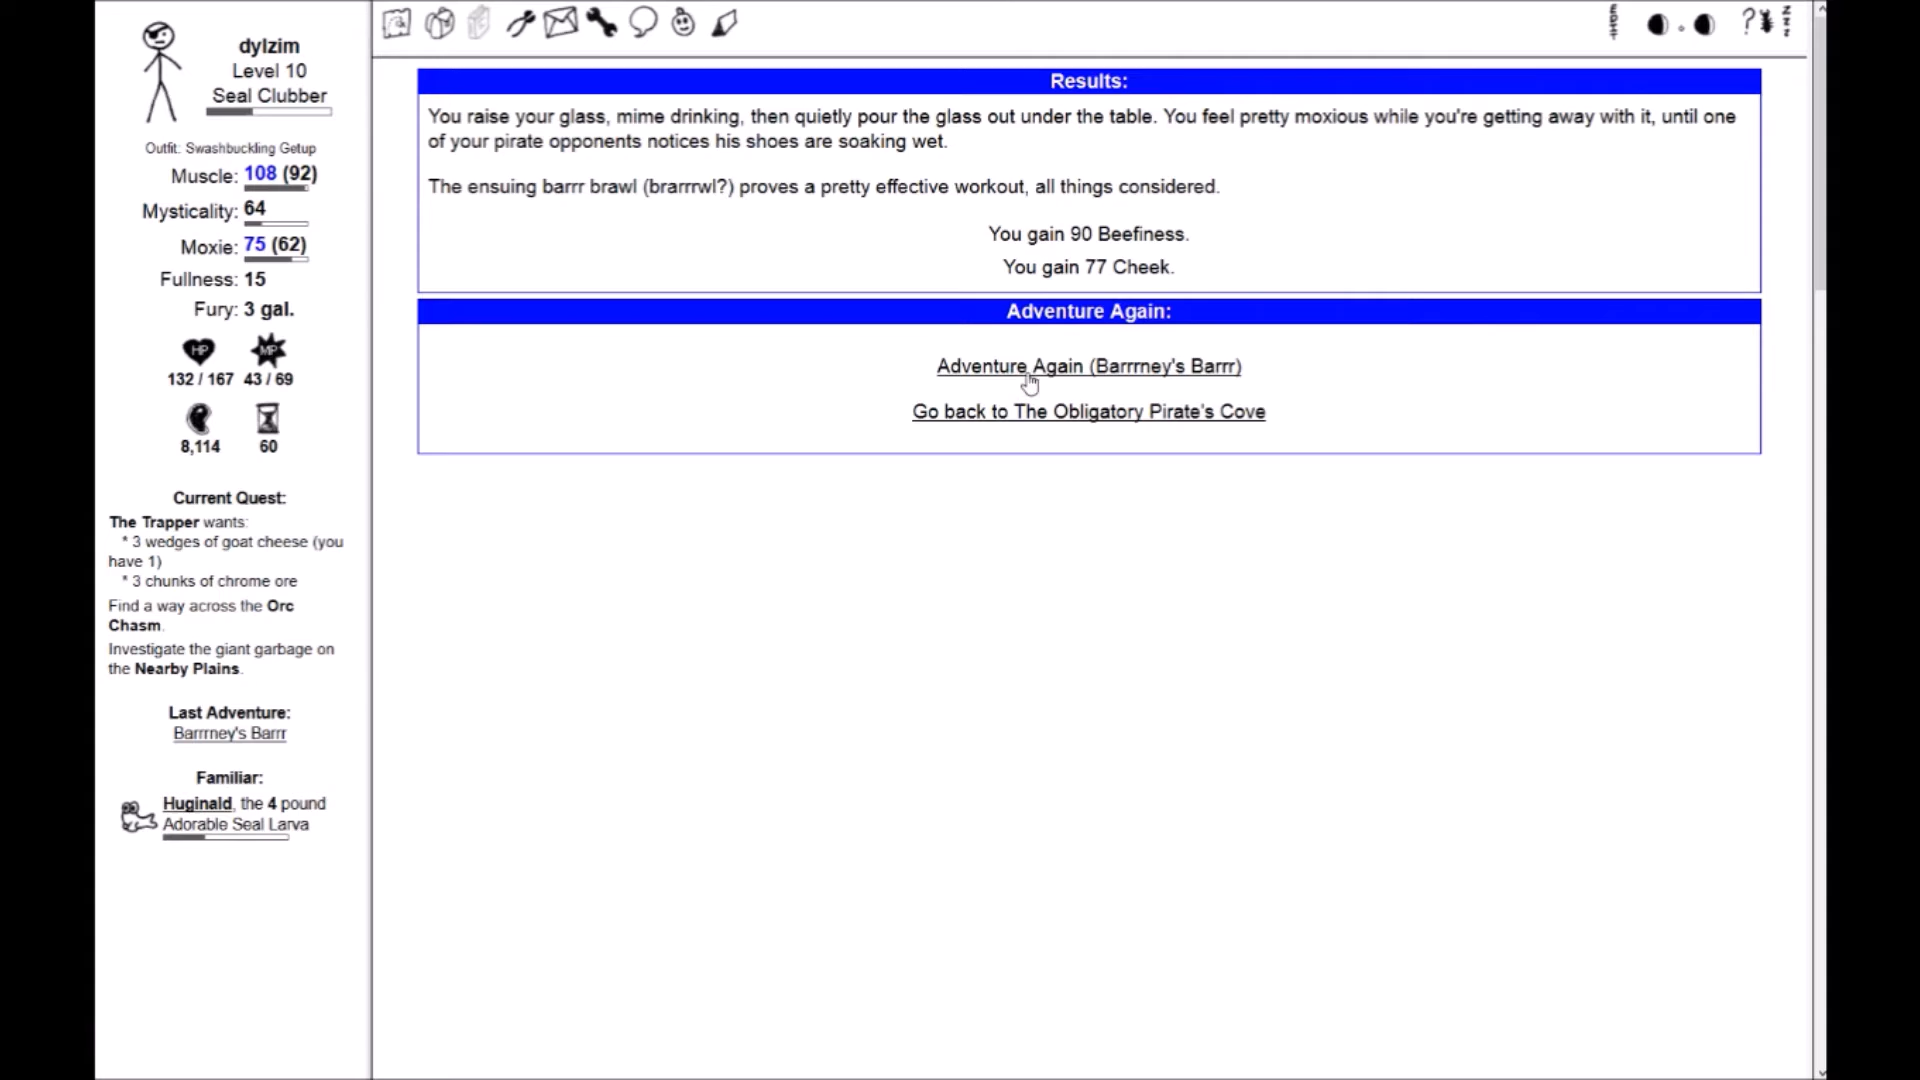 dylzim
Level 10
Seal Clubber
Outfit: Swashbuckling Getup
Muscle: 108 (92)
Mysticality: 64
Moxie: 75 (62)
Fullness: 15
Fury: 3 gal.
HP MP
132 / 167 43 / 69
8,114 60
Current Quest:
The Trapper wants:
* 3 wedges of goat cheese (you
have 1)
* 3 chunks of chrome ore
Find a way across the Orc
Chasm.
Investigate the giant garbage on
the Nearby Plains.
Last Adventure:
Barrrney's Barrr
Familiar:
Huginald, the 4 pound
Adorable Seal Larva
Results:
You raise your glass, mime drinking, then quietly pour the glass out under the table. You feel pretty moxious while you're getting away with it, until one
of your pirate opponents notices his shoes are soaking wet.
The ensuing barrr brawl (brarrrwl?) proves a pretty effective workout, all things considered.
You gain 90 Beefiness.
You gain 77 Cheek.
Adventure Again:
Adventure Again (Barrrney's Barrr)
Go back to The Obligatory Pirate's Cove